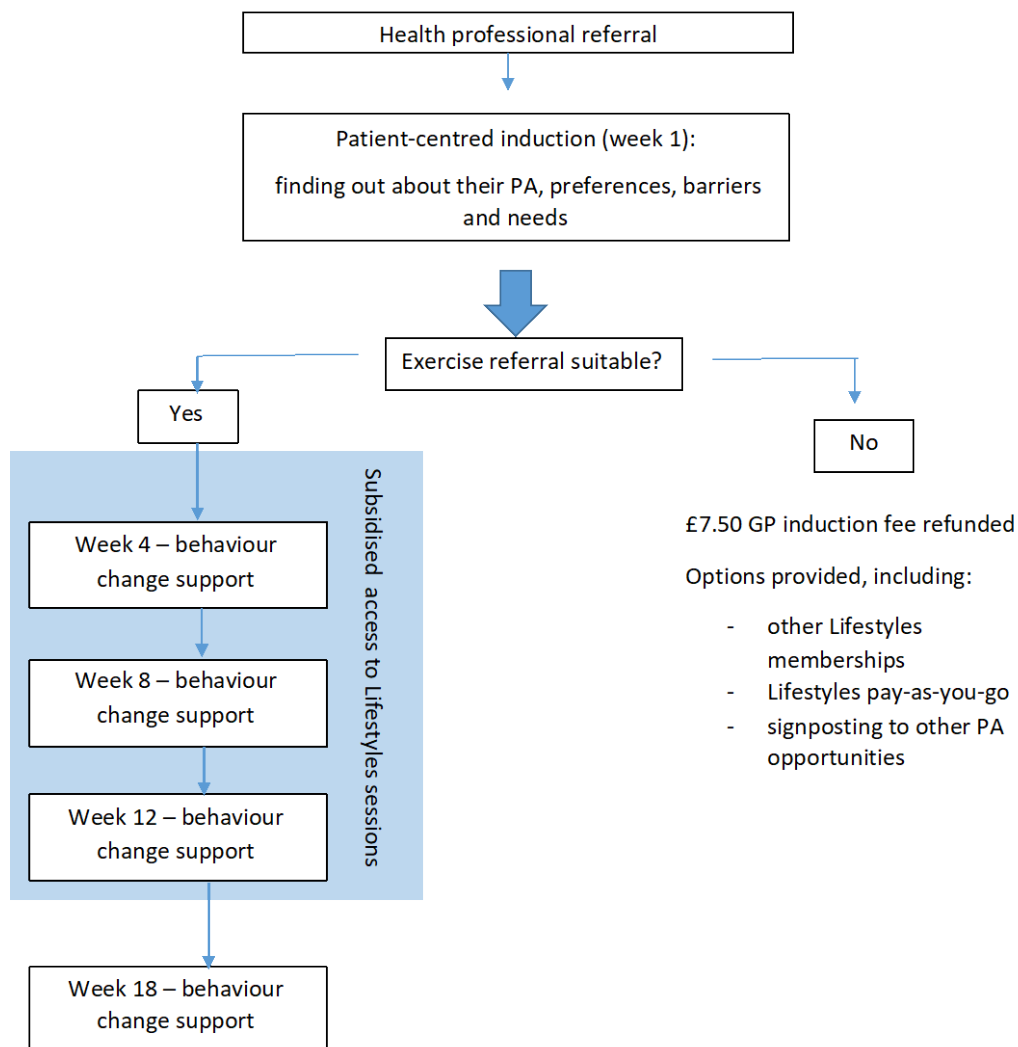 Health professional referral
Patient-centred induction (week 1):
finding out about their PA, preferences, barriers
and needs
Exercise referral suitable?
Yes
No
Subsidised access to Lifestyles sessions
Week 4 – behaviour
change support
Week 8 – behaviour
change support
Week 12 – behaviour
change support
Week 18 – behaviour
change support
£7.50 GP induction fee refunded
Options provided, including:
- other Lifestyles
memberships
- Lifestyles pay-as-you-go
- signposting to other PA
opportunities